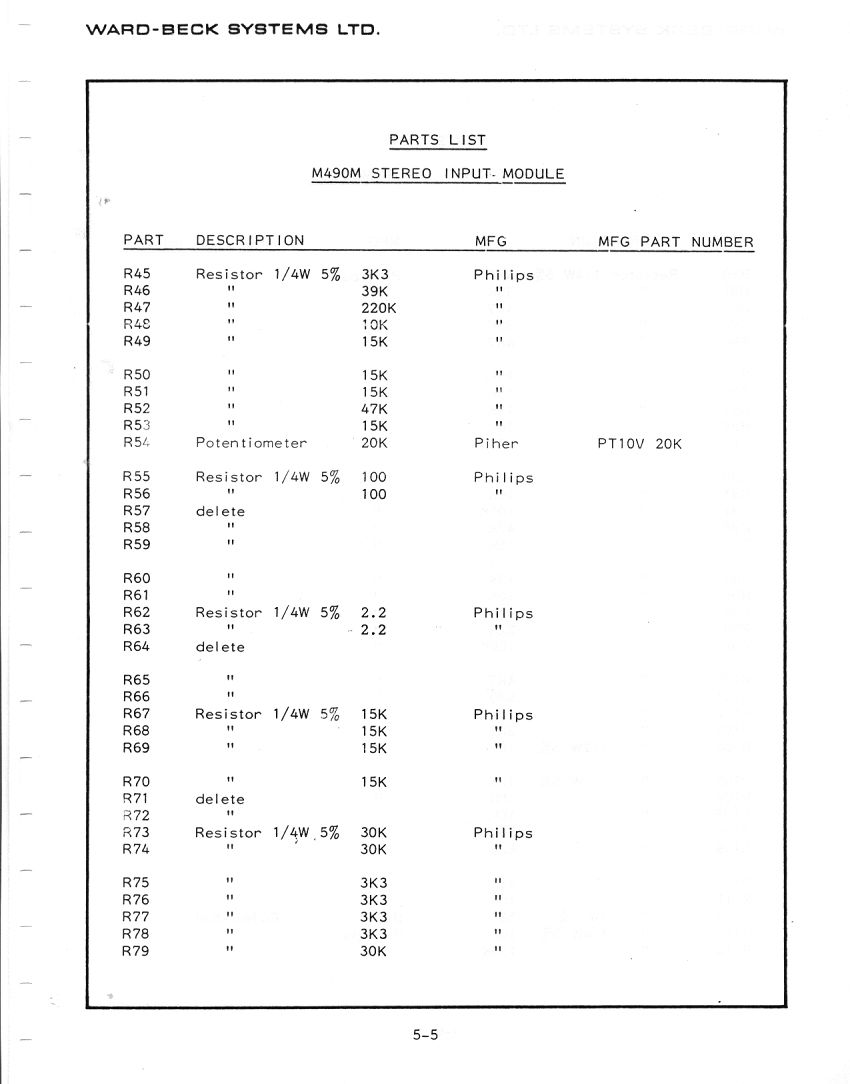 WARD-BECK SYSTEMS LTD.
PARTS LIST
M490M STEREO INPUT- MODULE
PART DESCRIPTION MFG MFG PART NUMBER
R45 Resistor 1/4W 5% 3K3 Philips
R46 " 39K "
R47 " 220K "
R48 " 10K "
R49 " 15K "
R50 " 15K "
R51 " 15K "
R52 " 47K "
R53 " 15K "
R54 Potentiometer 20K Piher PT10V 20K
R55 Resistor 1/4W 5% 100 Philips
R56 " 100 "
R57 delete
R58 "
R59 "
R60 "
R61 "
R62 Resistor 1/4W 5% 2.2 Philips
R63 " 2.2 "
R64 delete
R65 "
R66 "
R67 Resistor 1/4W 5% 15K Philips
R68 " 15K "
R69 " 15K "
R70 " 15K "
R71 delete
R72 "
R73 Resistor 1/4W 5% 30K Philips
R74 " 30K "
R75 " 3K3 "
R76 " 3K3 "
R77 " 3K3 "
R78 " 3K3 "
R79 " 30K "
5-5